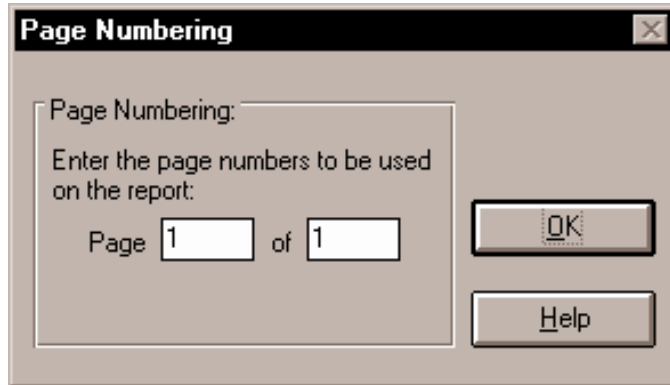 Page Numbering
Page Numbering:
Enter the page numbers to be used
on the report:
Page 1 of 1
OK
Help